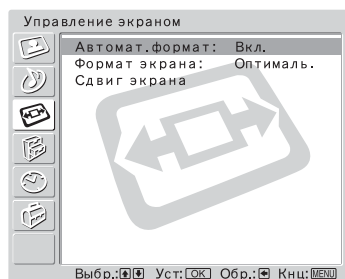 Управление экраном
Автомат.формат: Вкл.
Формат экрана: Оптималь.
Сдвиг экрана
Выбр.: Уст: OK Обр.: Кнц: MENU